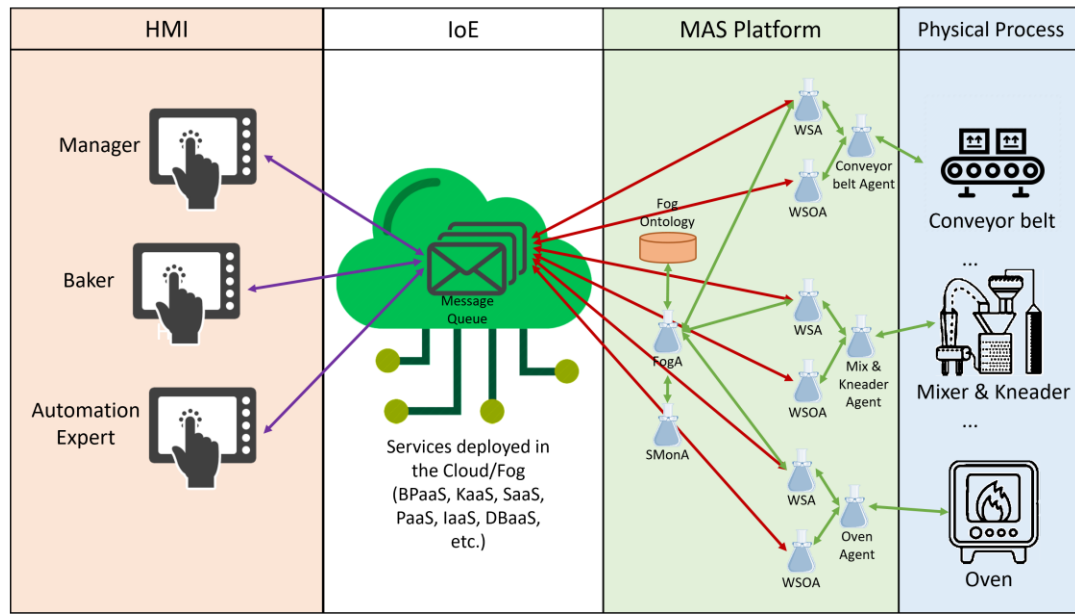 HMI
IoE
MAS Platform
Physical Process
Manager
Baker
Automation
Expert
Message
Queue
Services deployed in
the Cloud/Fog
(BPaaS, KaaS, SaaS,
PaaS, IaaS, DBaaS,
etc.)
Fog
Ontology
FogA
SMonA
WSA
WSOA
Conveyor
belt Agent
WSA
WSOA
Mix &
Kneader
Agent
WSA
WSOA
Oven
Agent
Conveyor belt
...
Mixer & Kneader
...
Oven